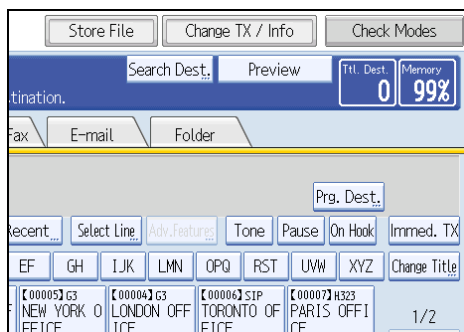 Store File Change TX / Info Check Modes
Search Dest. Preview Ttl. Dest. Memory
tination. 0 99%
Fax E-mail Folder
Prg. Dest.
Recent Select Line Adv.Features Tone Pause On Hook Immed. TX
EF GH IJK LMN OPQ RST UVW XYZ Change Title
【00005】G3 【00004】G3 【00006】SIP 【00007】H323
NEW YORK O LONDON OFF TORONTO OF PARIS OFFI 1/2
FFICE ICE FICE CE